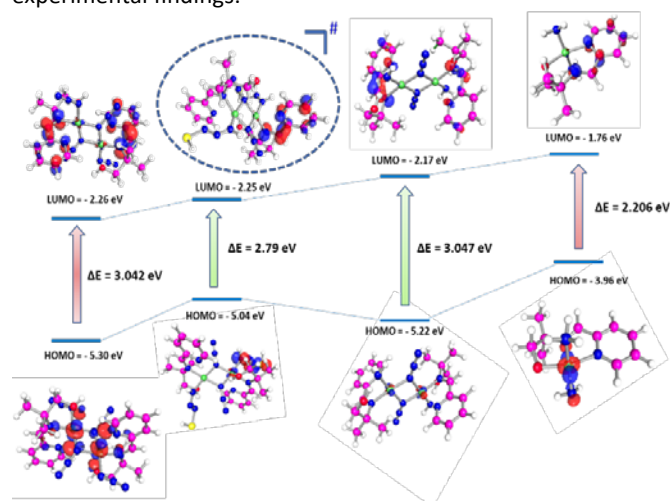 experimental findings.
#
LUMO = - 2.26 eV
LUMO = - 2.25 eV
LUMO = - 2.17 eV
LUMO = - 1.76 eV
ΔE = 3.042 eV
ΔE = 2.79 eV
ΔE = 3.047 eV
ΔE = 2.206 eV
HOMO = - 5.30 eV
HOMO = - 5.04 eV
HOMO = - 5.22 eV
HOMO = - 3.96 eV